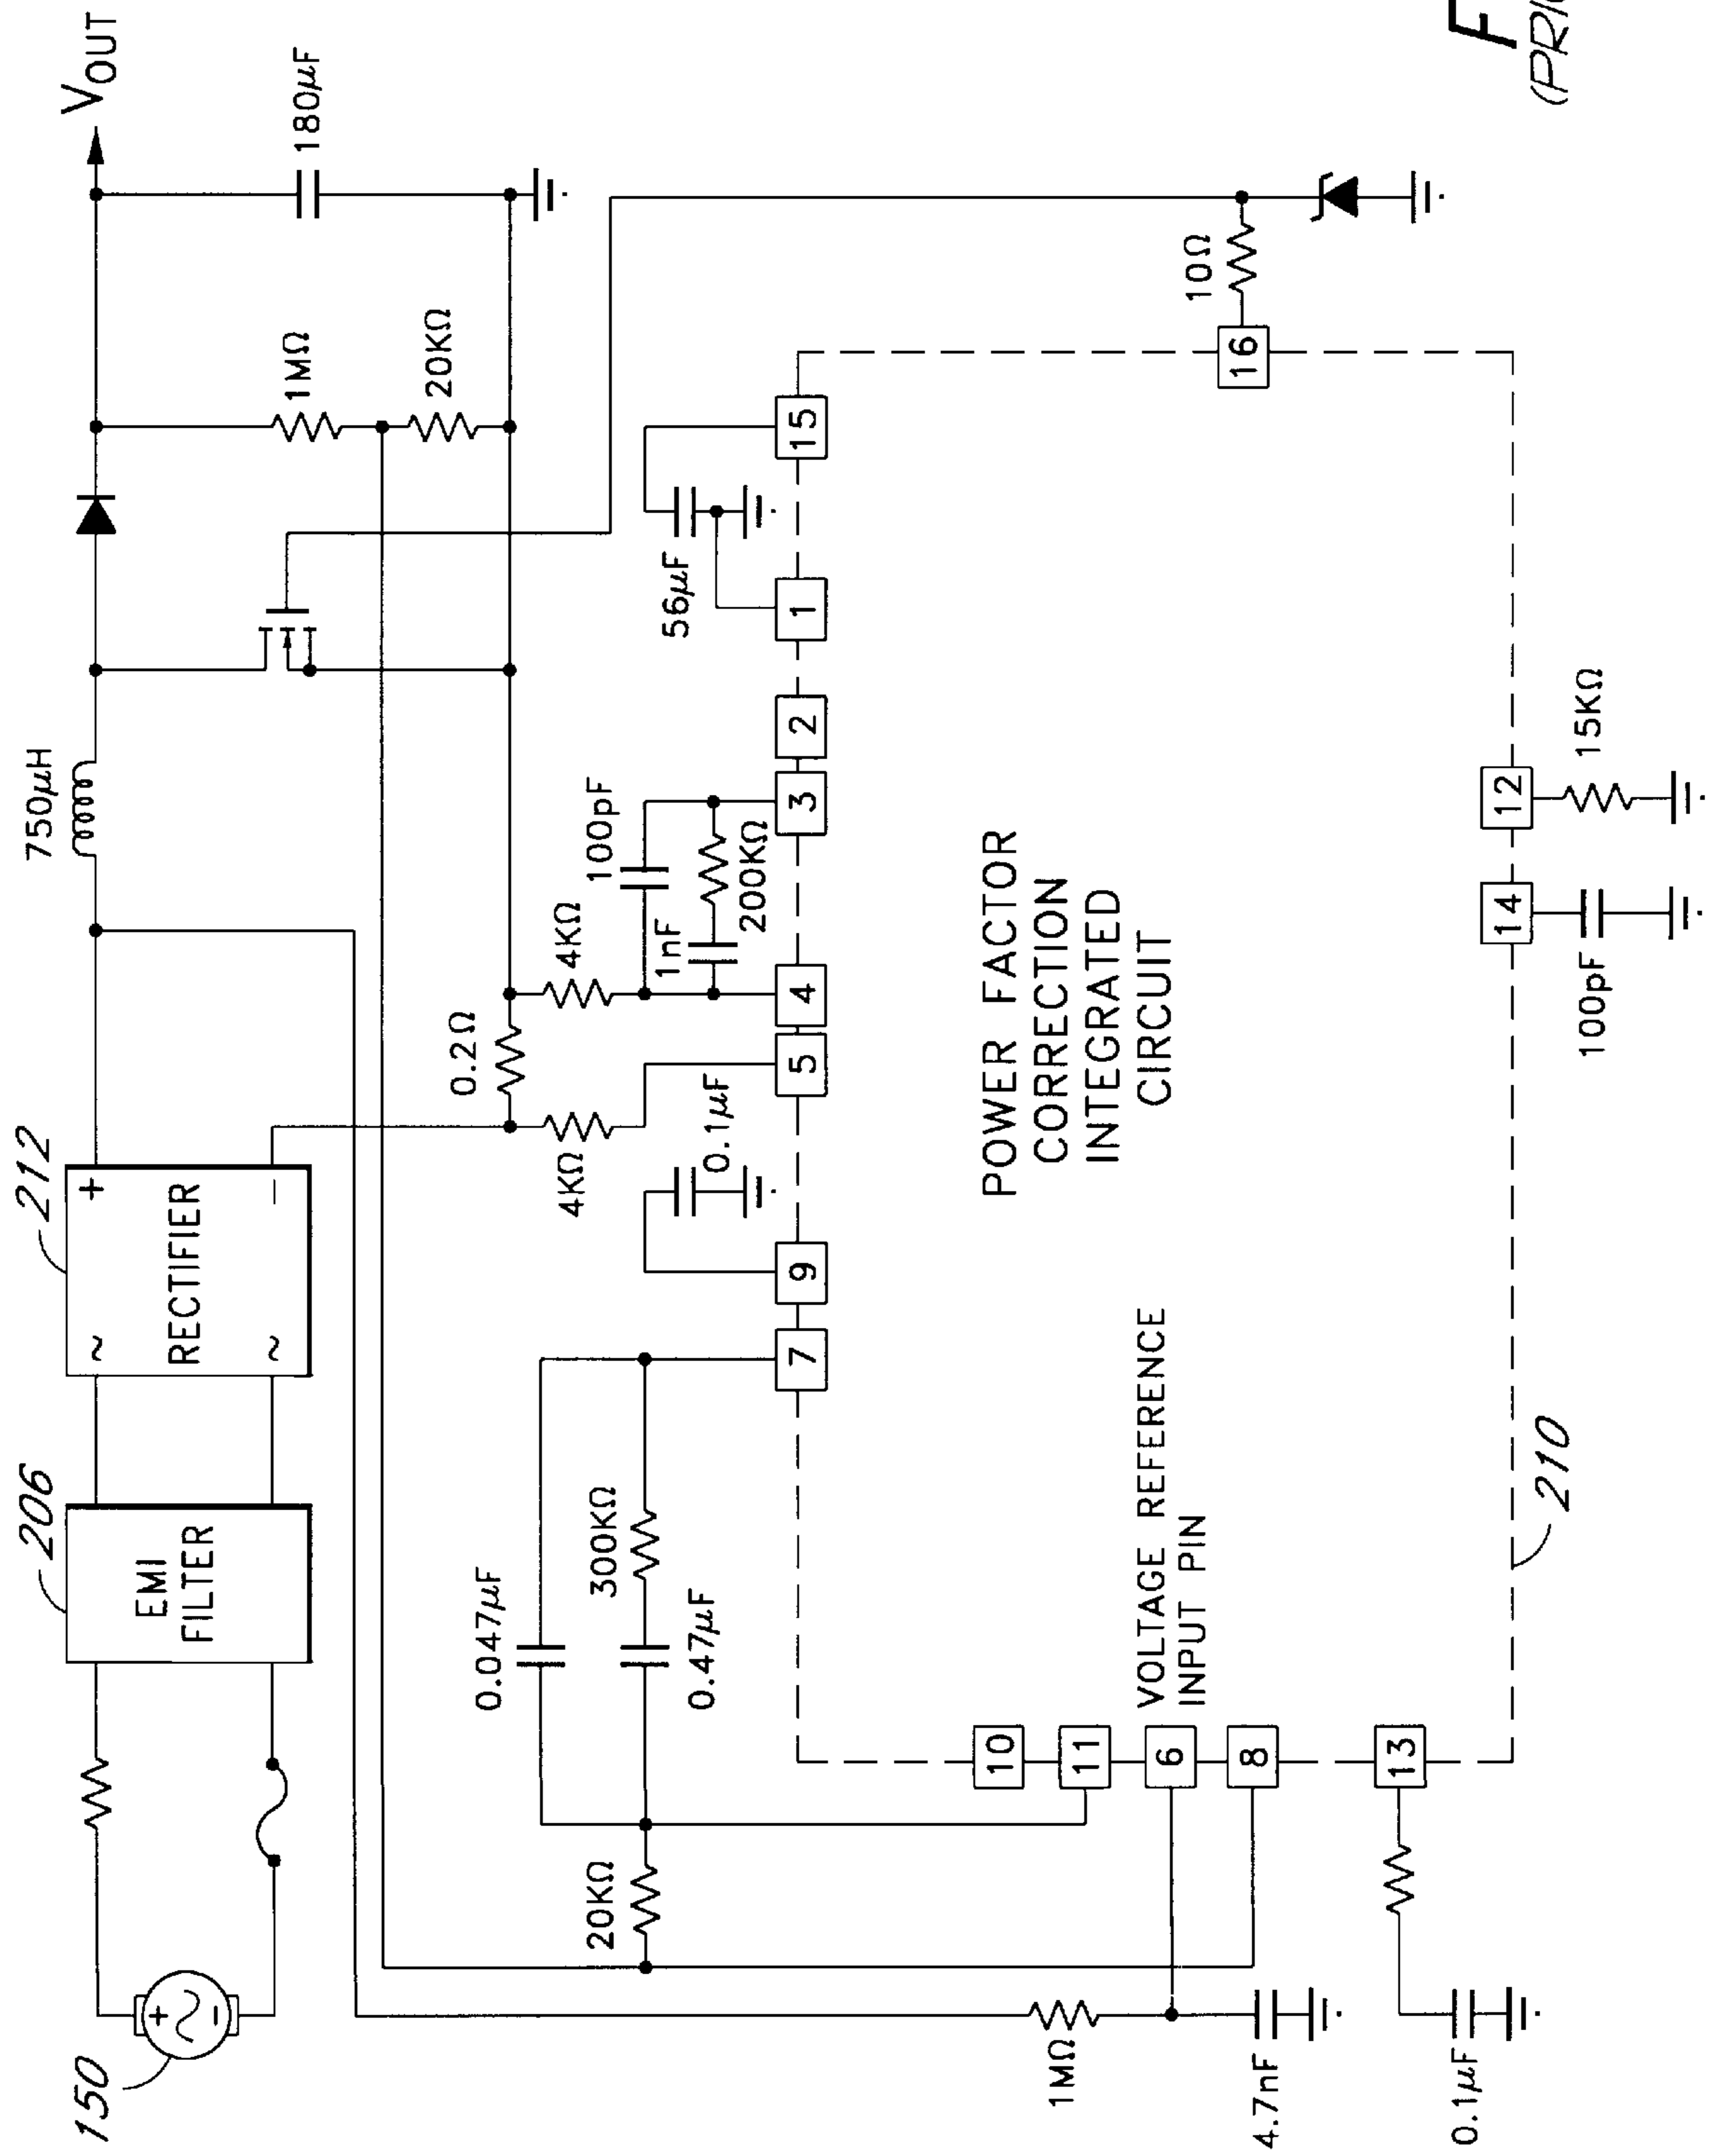 150
+
−
206
EMI
FILTER
212
~
~
+
−
RECTIFIER
750μH
VOUT
180μF
1MΩ
20KΩ
0.2Ω
4KΩ
4KΩ
100pF
1nF
200KΩ
0.1μF
56μF
0.047μF
300KΩ
0.47μF
20KΩ
7
9
5
4
3
2
1
15
10
11
6
8
13
VOLTAGE REFERENCE
INPUT PIN
POWER FACTOR
CORRECTION
INTEGRATED
CIRCUIT
16
10Ω
1MΩ
4.7nF
0.1μF
210
14
12
100pF
15KΩ
F